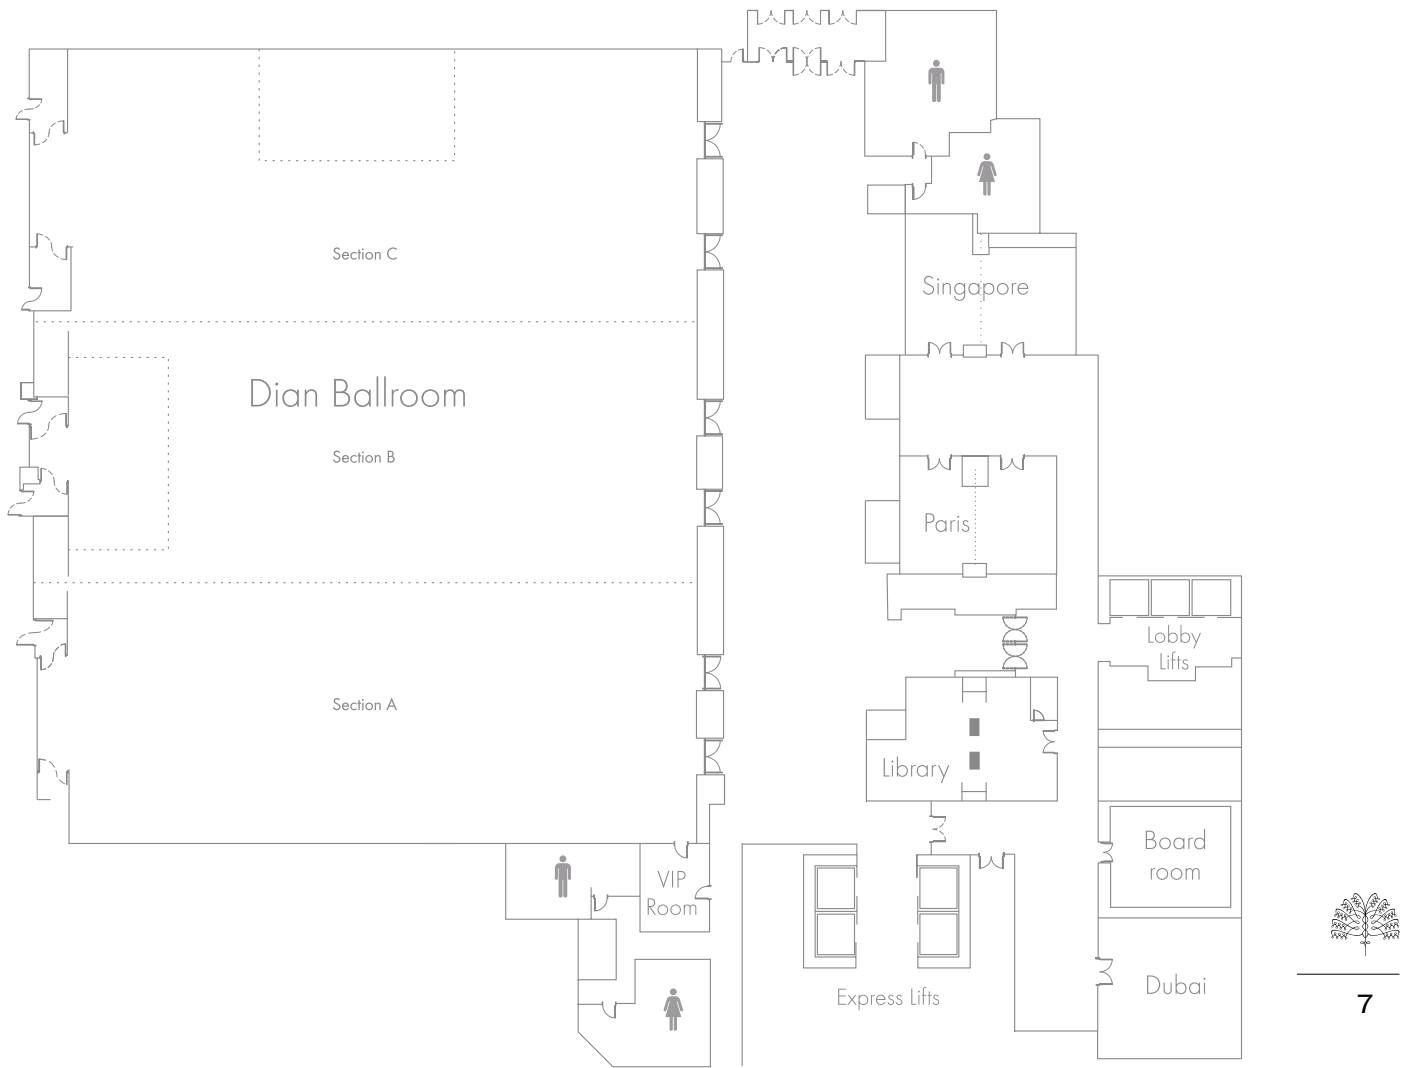 Section C
Singapore
Dian Ballroom
Section B
Paris
Lobby
Lifts
Section A
Library
Board
room
VIP
Room
Dubai
Express Lifts
7